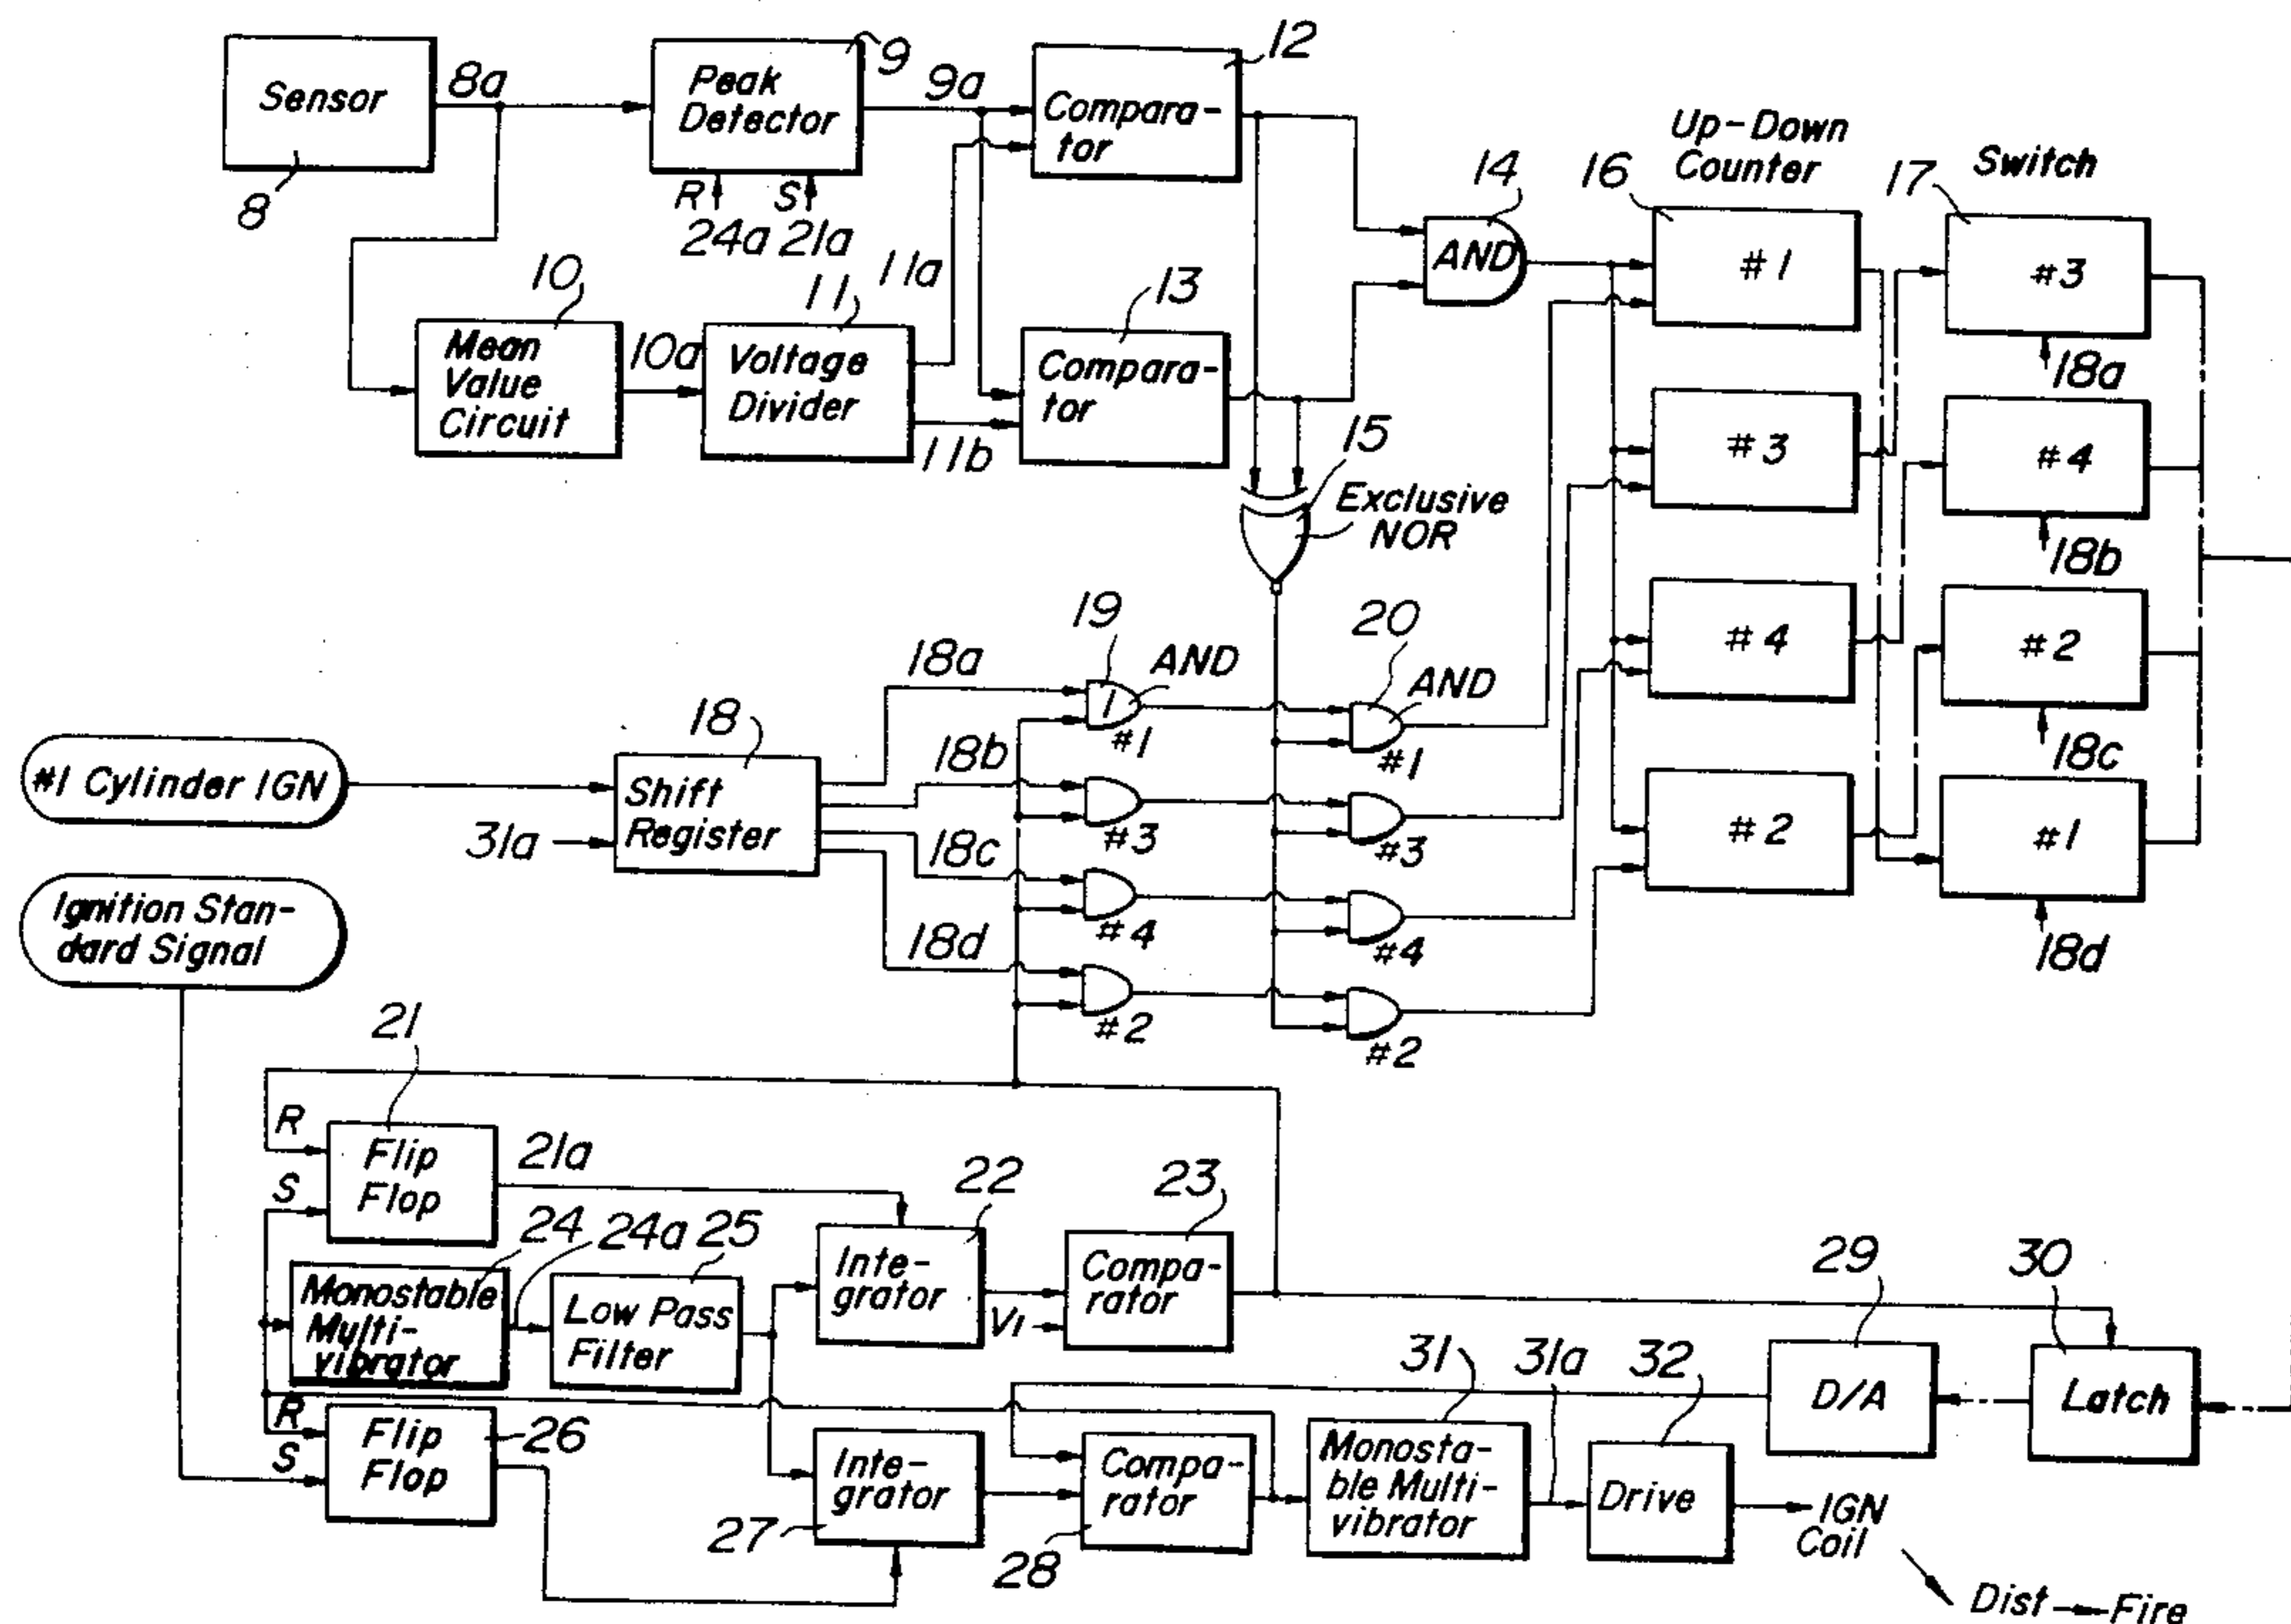 Sensor
8
8a
Peak
Detector
9
R
S
24a
21a
9a
Compara-
tor
12
Mean
Value
Circuit
10
10a
Voltage
Divider
11
11a
11b
Compara-
tor
13
AND
14
Exclusive
NOR
15
Up-Down
Counter
16
#1
#3
#4
#2
Switch
17
#3
18a
#4
18b
#2
18c
#1
18d
#1 Cylinder IGN
31a
Shift
Register
18
18a
18b
18c
18d
19
AND
1
#1
#3
#4
#2
20
AND
#1
#3
#4
#2
Ignition Stan-
dard Signal
21
R
S
Flip
Flop
21a
Monostable
Multi-
vibrator
24
24a
Low Pass
Filter
25
Inte-
grator
22
V1
Compa-
rator
23
R
S
Flip
Flop
26
Inte-
grator
27
Compa-
rator
28
Monosta-
ble Multi-
vibrator
31
31a
Drive
32
D/A
29
Latch
30
IGN
Coil
Dist
Fire